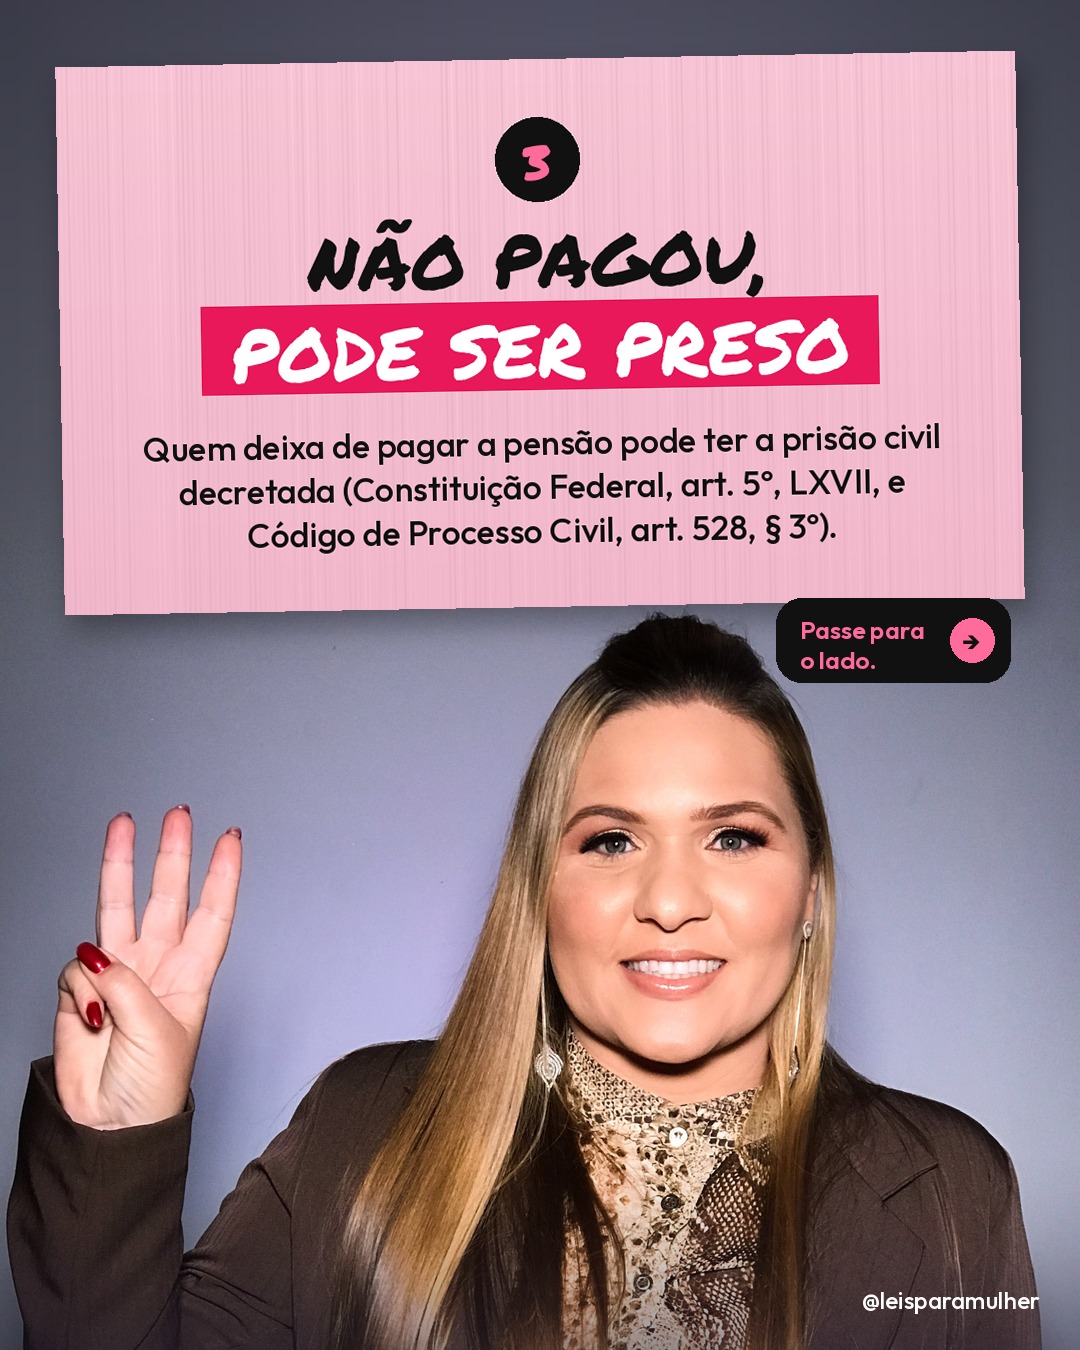 3
NÃO PAGOU,
PODE SER PRESO
Quem deixa de pagar a pensão pode ter a prisão civil
decretada (Constituição Federal, art. 5º, LXVII, e
Código de Processo Civil, art. 528, § 3º).
Passe para
o lado.
@leisparamulher